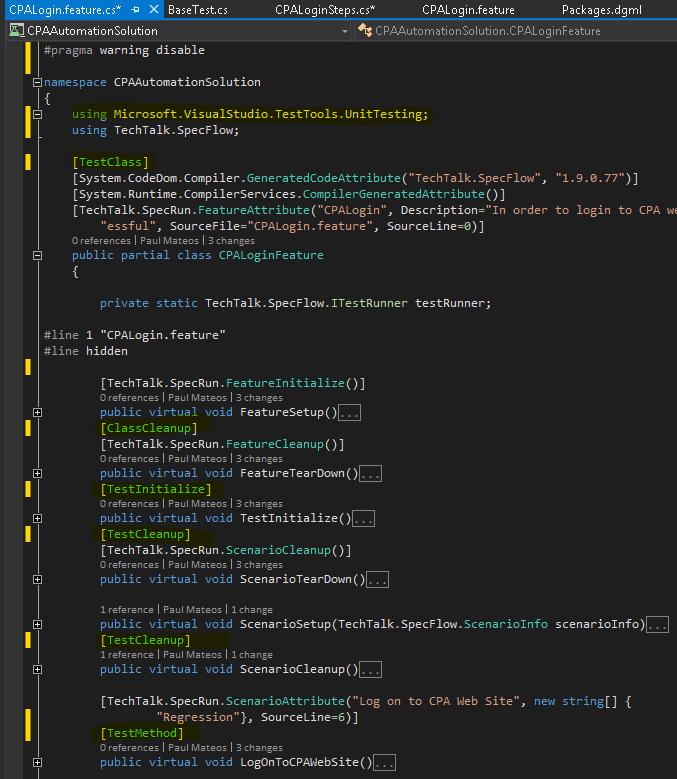 CPALogin.feature.cs* BaseTest.cs CPALoginSteps.cs* CPALogin.feature Packages.dgml
CPAAutomationSolution CPAAutomationSolution.CPALoginFeature
#pragma warning disable
namespace CPAAutomationSolution
{
using Microsoft.VisualStudio.TestTools.UnitTesting;
using TechTalk.SpecFlow;
[TestClass]
[System.CodeDom.Compiler.GeneratedCodeAttribute("TechTalk.SpecFlow", "1.9.0.77")]
[System.Runtime.CompilerServices.CompilerGeneratedAttribute()]
[TechTalk.SpecRun.FeatureAttribute("CPALogin", Description="In order to login to CPA we
"essful", SourceFile="CPALogin.feature", SourceLine=0)]
0 references | Paul Mateos | 3 changes
public partial class CPALoginFeature
{
private static TechTalk.SpecFlow.ITestRunner testRunner;
#line 1 "CPALogin.feature"
#line hidden
[TechTalk.SpecRun.FeatureInitialize()]
0 references | Paul Mateos | 3 changes
public virtual void FeatureSetup()...
[ClassCleanup]
[TechTalk.SpecRun.FeatureCleanup()]
0 references | Paul Mateos | 3 changes
public virtual void FeatureTearDown()...
[TestInitialize]
0 references | Paul Mateos | 3 changes
public virtual void TestInitialize()...
[TestCleanup]
[TechTalk.SpecRun.ScenarioCleanup()]
0 references | Paul Mateos | 3 changes
public virtual void ScenarioTearDown()...
1 reference | Paul Mateos | 1 change
public virtual void ScenarioSetup(TechTalk.SpecFlow.ScenarioInfo scenarioInfo)...
[TestCleanup]
1 reference | Paul Mateos | 1 change
public virtual void ScenarioCleanup()...
[TechTalk.SpecRun.ScenarioAttribute("Log on to CPA Web Site", new string[] {
"Regression"}, SourceLine=6)]
[TestMethod]
0 references | Paul Mateos | 3 changes
public virtual void LogOnToCPAWebSite()...